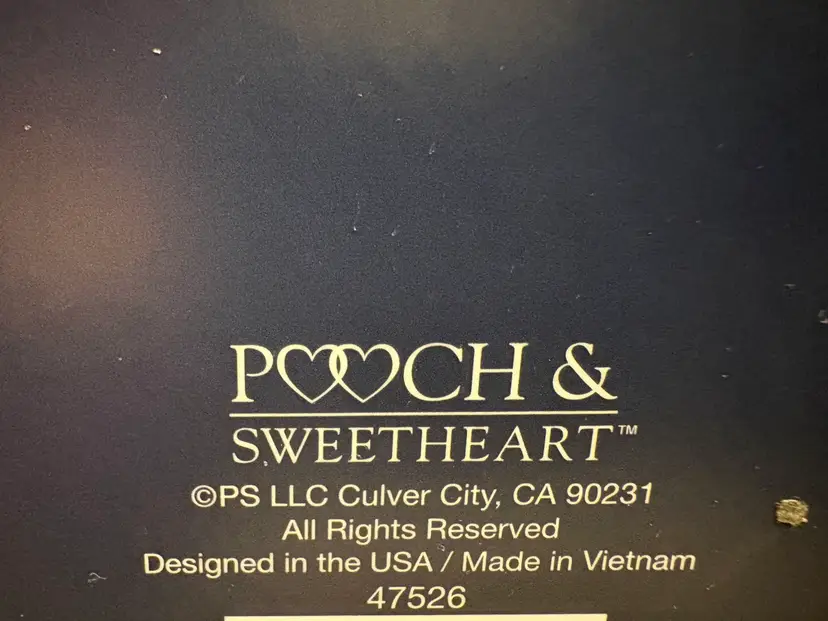 POOCH &
SWEETHEART™
©PS LLC Culver City, CA 90231
All Rights Reserved
Designed in the USA / Made in Vietnam
47526